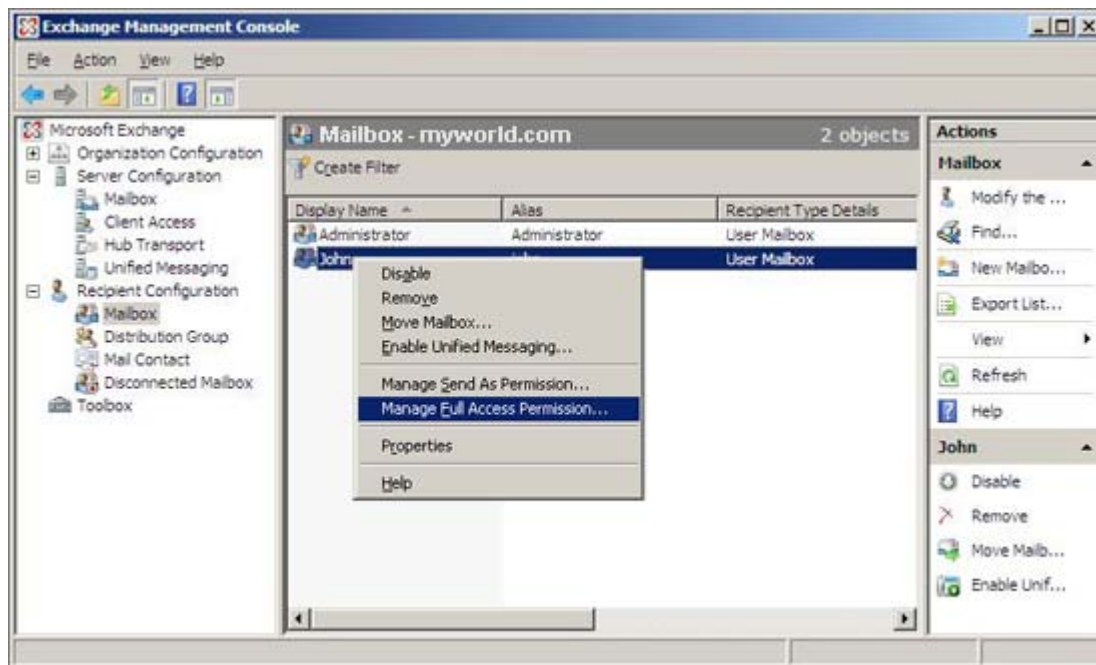 Exchange Management Console
File Action View Help
Microsoft Exchange
Organization Configuration
Server Configuration
Mailbox
Client Access
Hub Transport
Unified Messaging
Recipient Configuration
Mailbox
Distribution Group
Mail Contact
Disconnected Mailbox
Toolbox
Mailbox - myworld.com 2 objects
Create Filter
Display Name Alias Recipient Type Details
Administrator Administrator User Mailbox
John User Mailbox
Disable
Remove
Move Mailbox...
Enable Unified Messaging...
Manage Send As Permission...
Manage Full Access Permission...
Properties
Help
Actions
Mailbox
Modify the ...
Find...
New Mailbo...
Export List...
View
Refresh
Help
John
Disable
Remove
Move Mailb...
Enable Unif...